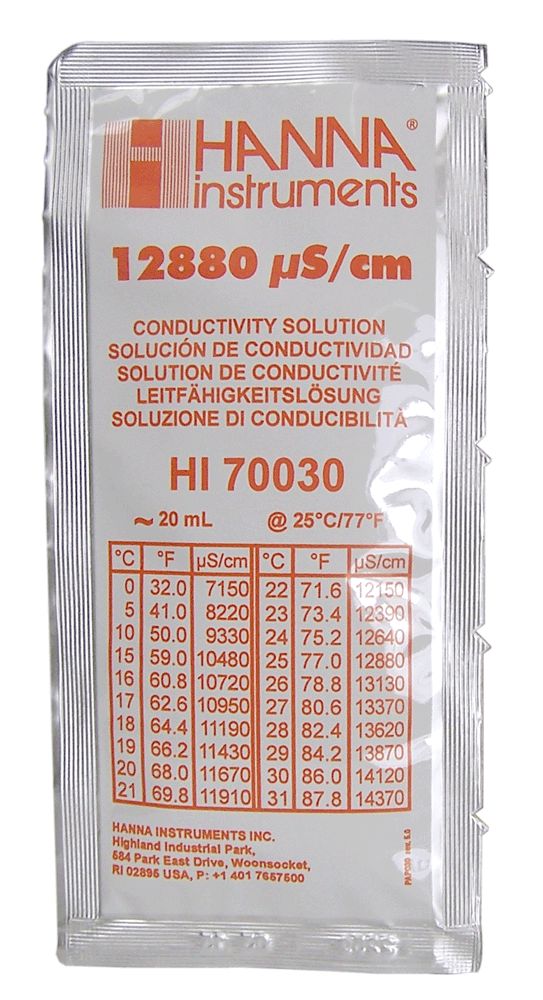 HANNA®
instruments
12880 µS/cm
CONDUCTIVITY SOLUTION
SOLUCIÓN DE CONDUCTIVIDAD
SOLUTION DE CONDUCTIVITÉ
LEITFÄHIGKEITSLÖSUNG
SOLUZIONE DI CONDUCIBILITÀ
HI 70030
~ 20 mL @ 25°C/77°F
°C °F µS/cm °C °F µS/cm
0 32.0 7150 22 71.6 12150
5 41.0 8220 23 73.4 12390
10 50.0 9330 24 75.2 12640
15 59.0 10480 25 77.0 12880
16 60.8 10720 26 78.8 13130
17 62.6 10950 27 80.6 13370
18 64.4 11190 28 82.4 13620
19 66.2 11430 29 84.2 13870
20 68.0 11670 30 86.0 14120
21 69.8 11910 31 87.8 14370
HANNA INSTRUMENTS INC.
Highland Industrial Park,
584 Park East Drive, Woonsocket,
RI 02895 USA, P: +1 401 7657500
PAPC30 rev. 5.0